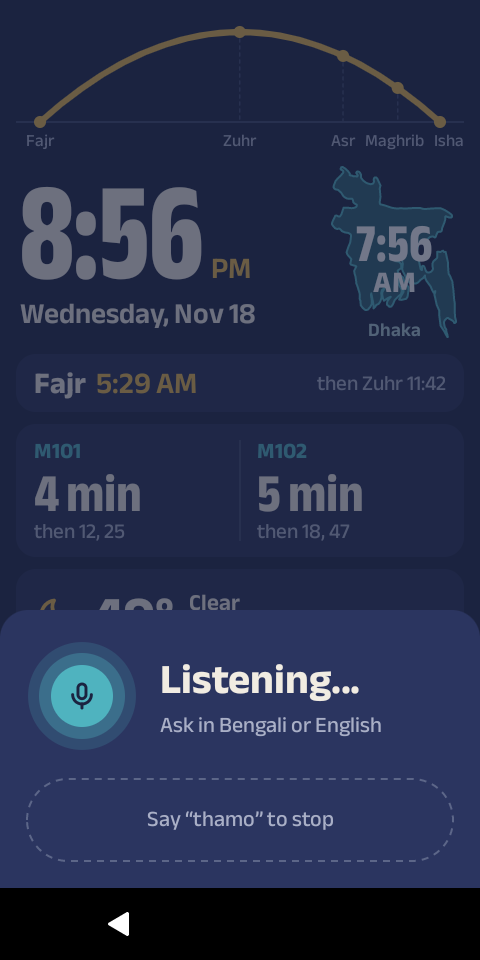 Fajr Zuhr Asr Maghrib Isha
8:56 PM
Wednesday, Nov 18
7:56
AM
Dhaka
Fajr 5:29 AM then Zuhr 11:42
M101
4 min
then 12, 25
M102
5 min
then 18, 47
Clear
Listening...
Ask in Bengali or English
Say “thamo” to stop